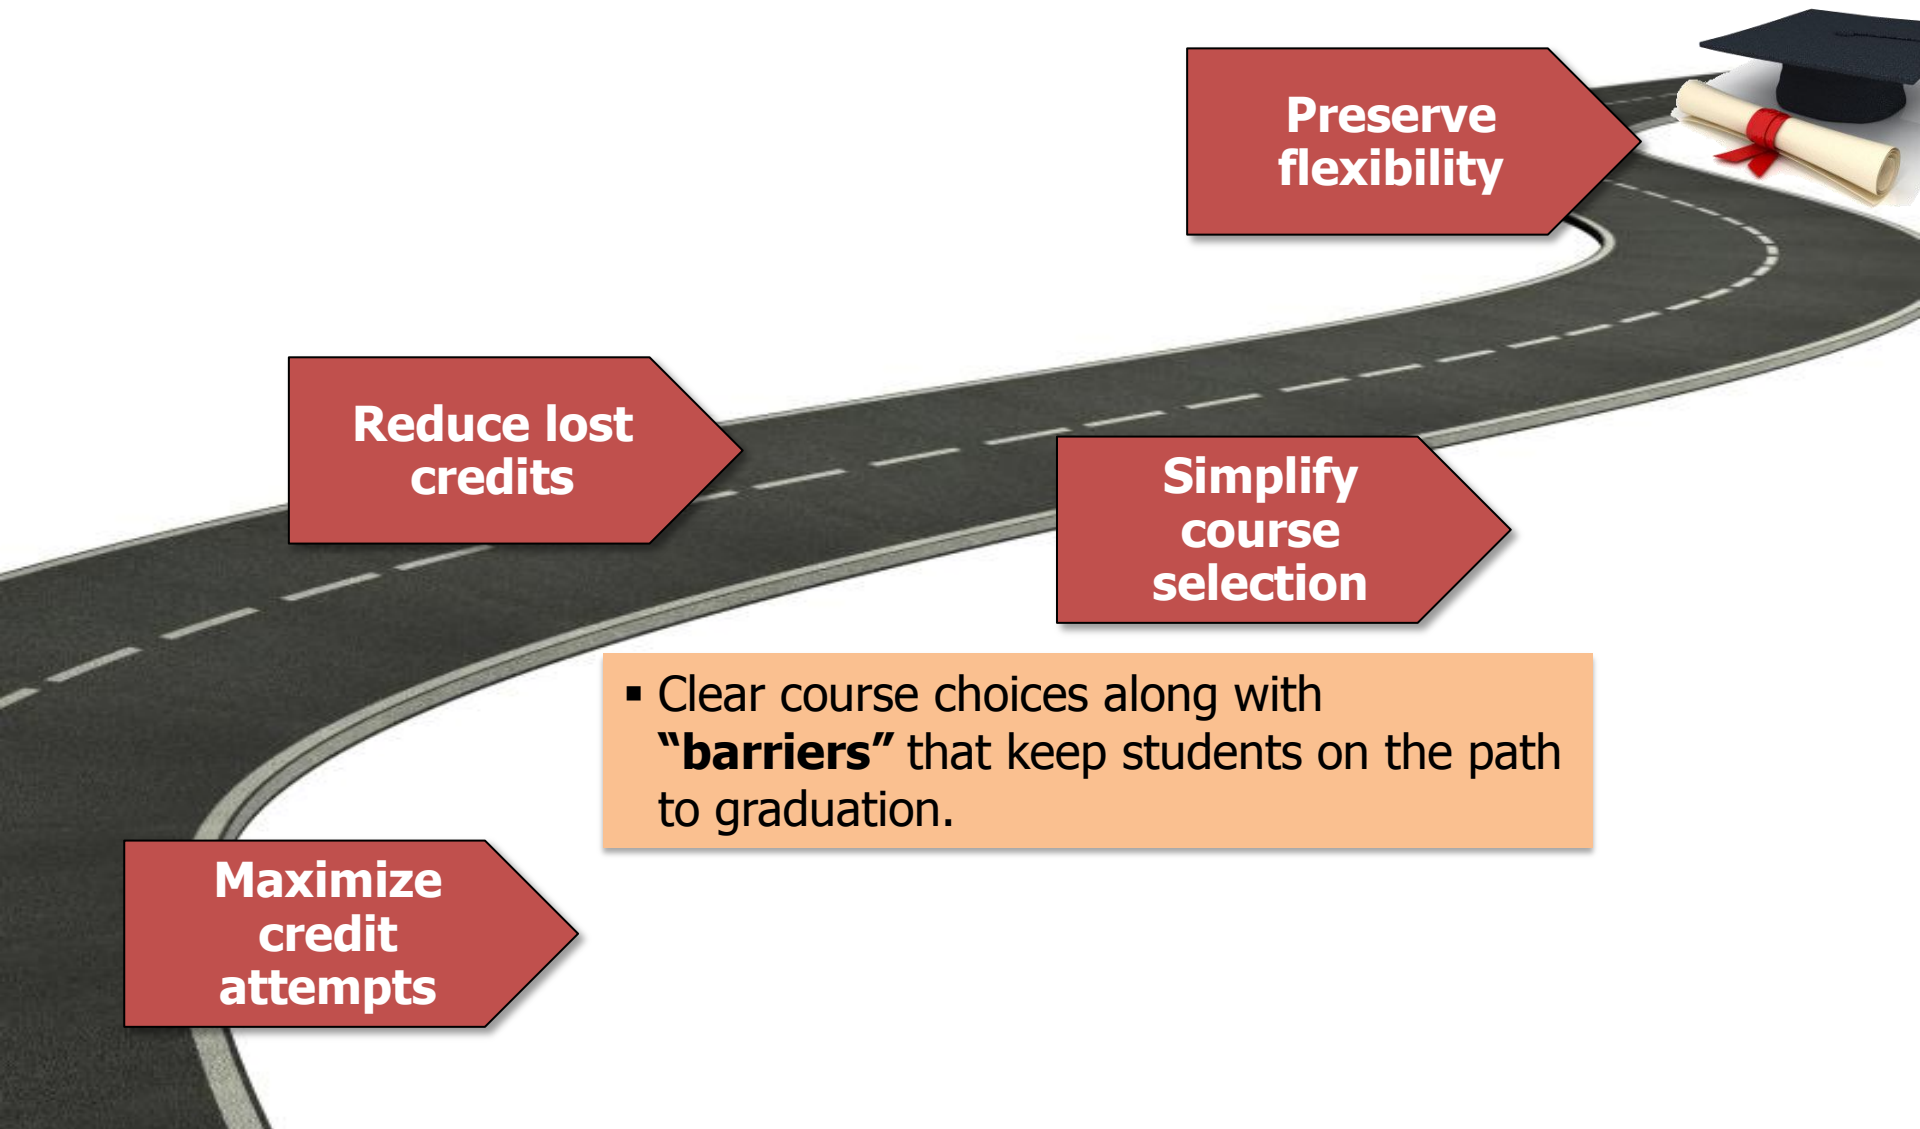 Preserve
flexibility
Reduce lost
credits
Simplify
course
selection
▪ Clear course choices along with
“barriers” that keep students on the path
to graduation.
Maximize
credit
attempts